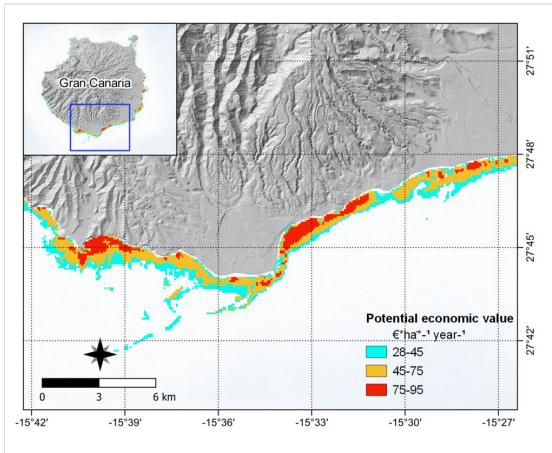 Gran Canaria
27°51'
27°48'
27°45'
27°42'
Potential economic value
€*ha*-¹ year-¹
28-45
45-75
75-95
0 3 6 km
-15°42' -15°39' -15°36' -15°33' -15°30' -15°27'